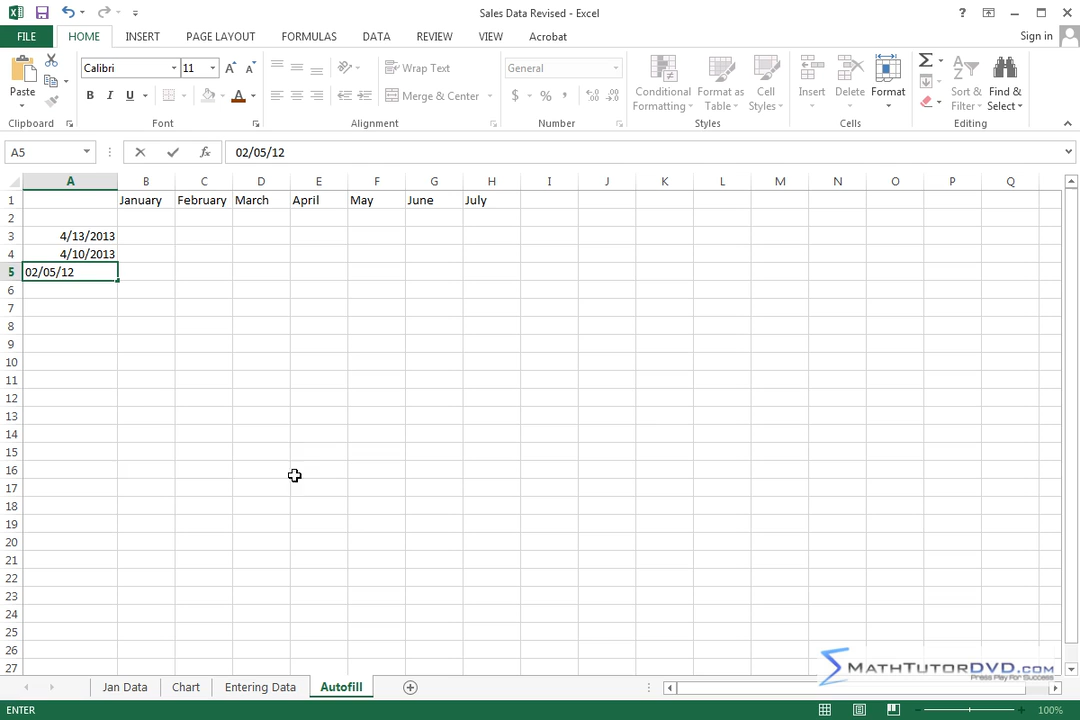 Sales Data Revised - Excel
Sign in
FILE HOME INSERT PAGE LAYOUT FORMULAS DATA REVIEW VIEW Acrobat
Paste
Clipboard
Calibri 11
B I U A
Font
Wrap Text
Merge & Center
Alignment
General
$ % ,
Number
Conditional Formatting
Format as Table
Cell Styles
Styles
Insert Delete Format
Cells
Sort & Filter
Find & Select
Editing
A5 fx 02/05/12
A B C D E F G H I J K L M N O P Q
1 January February March April May June July
2
3 4/13/2013
4 4/10/2013
5 02/05/12
6
7
8
9
10
11
12
13
14
15
16
17
18
19
20
21
22
23
24
25
26
27
MATHTUTORDVD.COM
Press Play For Success
Jan Data Chart Entering Data Autofill
ENTER 100%